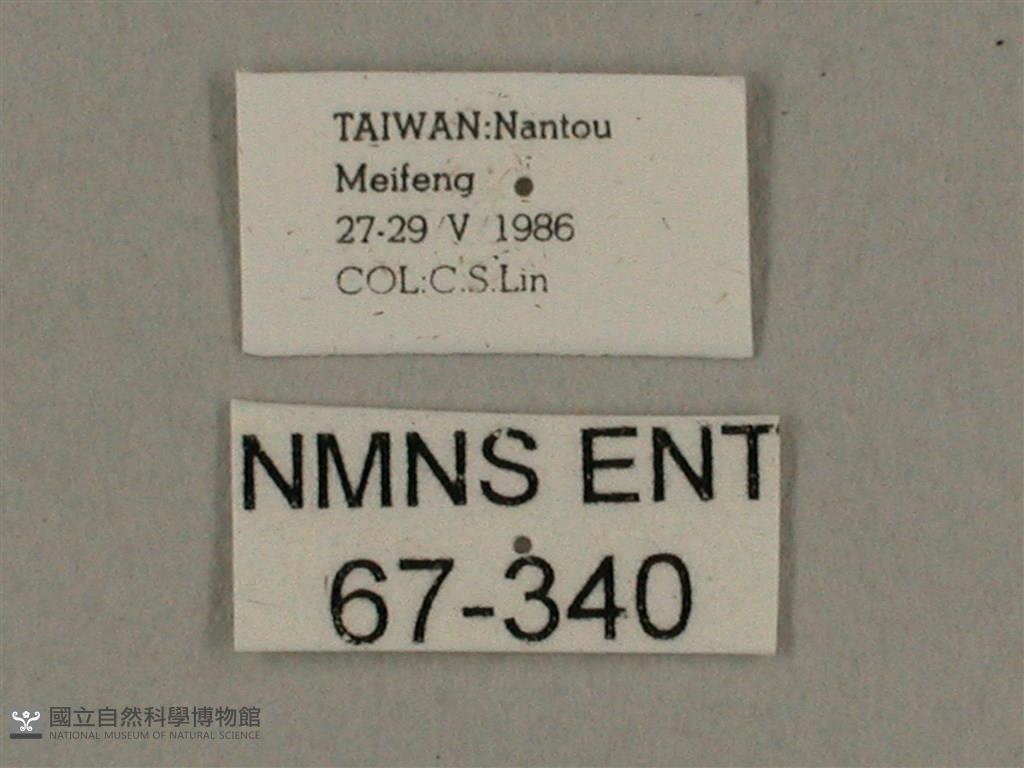 TAIWAN:Nantou
Meifeng
27-29 V 1986
COL:C.S.Lin
NMNS ENT
67-340
國立自然科學博物館
NATIONAL MUSEUM OF NATURAL SCIENCE